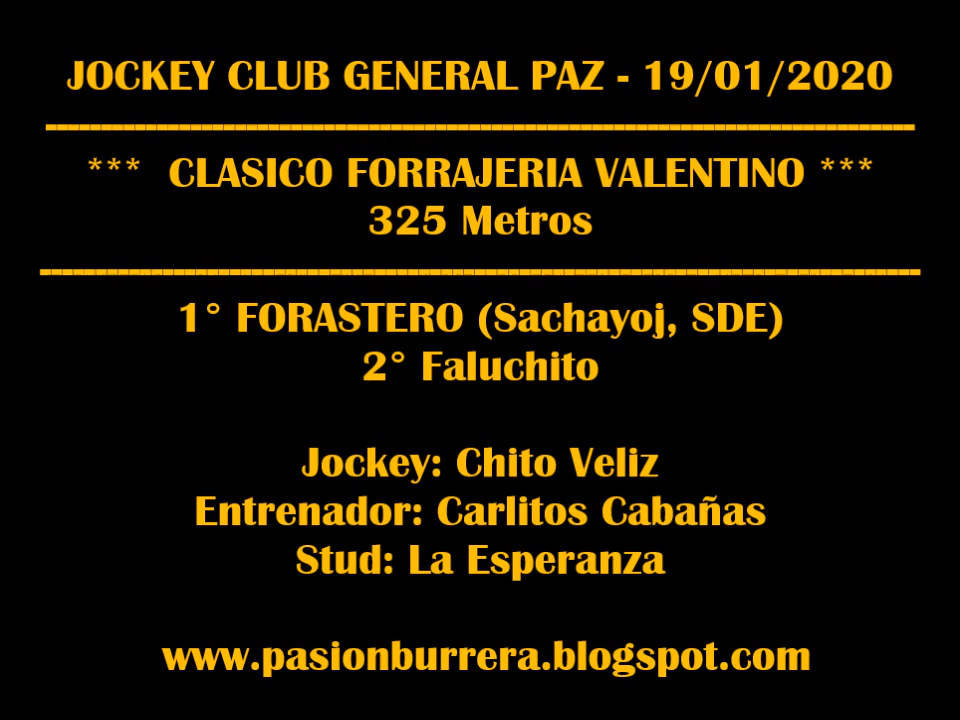 JOCKEY CLUB GENERAL PAZ - 19/01/2020
--------------------------------------------------------------------------------
*** CLASICO FORRAJERIA VALENTINO ***
325 Metros
---------------------------------------------------------------------------------
1° FORASTERO (Sachayoj, SDE)
2° Faluchito
Jockey: Chito Veliz
Entrenador: Carlitos Cabañas
Stud: La Esperanza
www.pasionburrera.blogspot.com